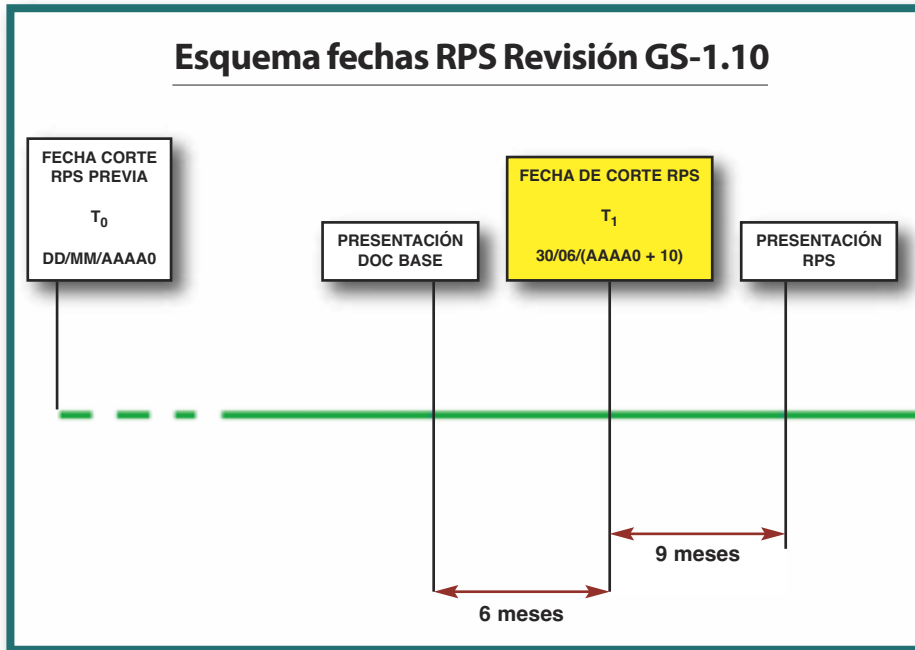 Esquema fechas RPS Revisión GS-1.10
FECHA CORTE
RPS PREVIA
T0
DD/MM/AAAA0
PRESENTACIÓN
DOC BASE
FECHA DE CORTE RPS
T1
30/06/(AAAA0 + 10)
PRESENTACIÓN
RPS
9 meses
6 meses